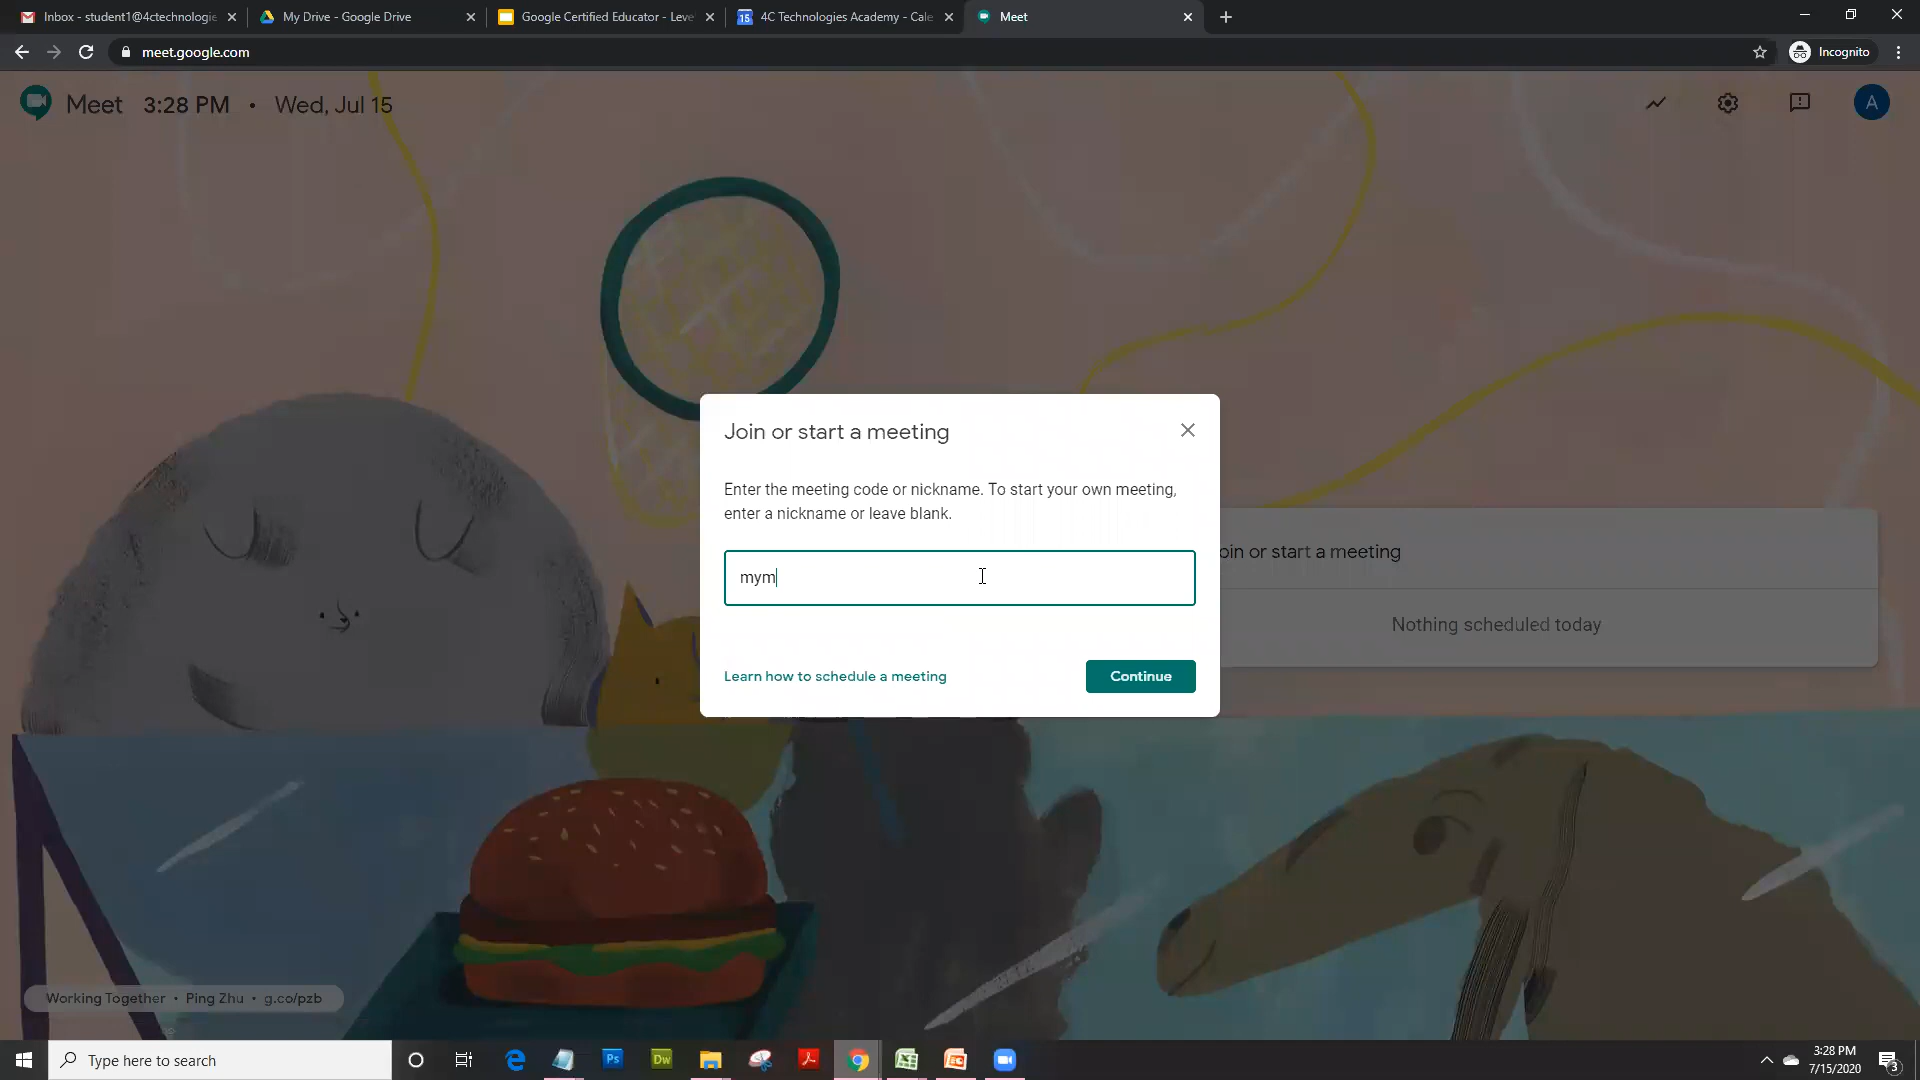 Inbox - student1@4ctechnologie
My Drive - Google Drive
Google Certified Educator - Leve
15
4C Technologies Academy - Cale
Meet
meet.google.com
Incognito
Meet 3:28 PM • Wed, Jul 15
A
Join or start a meeting
Enter the meeting code or nickname. To start your own meeting,
enter a nickname or leave blank.
mym
Learn how to schedule a meeting
Continue
oin or start a meeting
Nothing scheduled today
Working Together • Ping Zhu • g.co/pzb
Type here to search
Ps
Dw
3:28 PM
7/15/2020
3